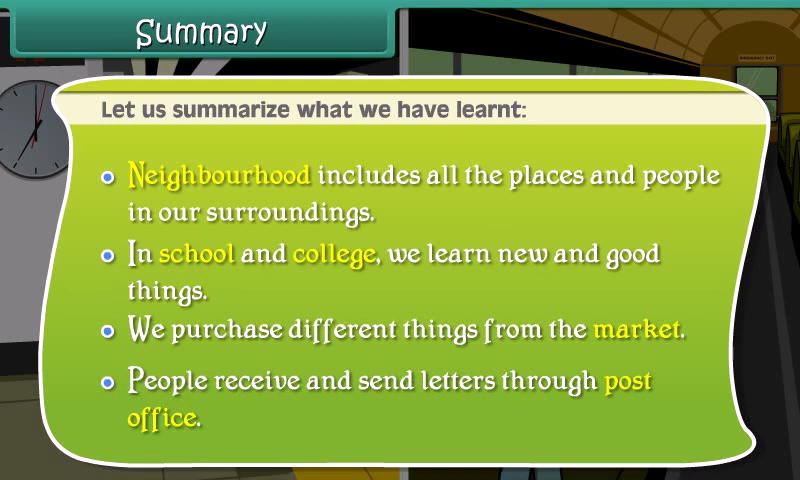 Summary
Let us summarize what we have learnt:
Neighbourhood includes all the places and people
in our surroundings.
In school and college, we learn new and good
things.
We purchase different things from the market.
People receive and send letters through post
office.